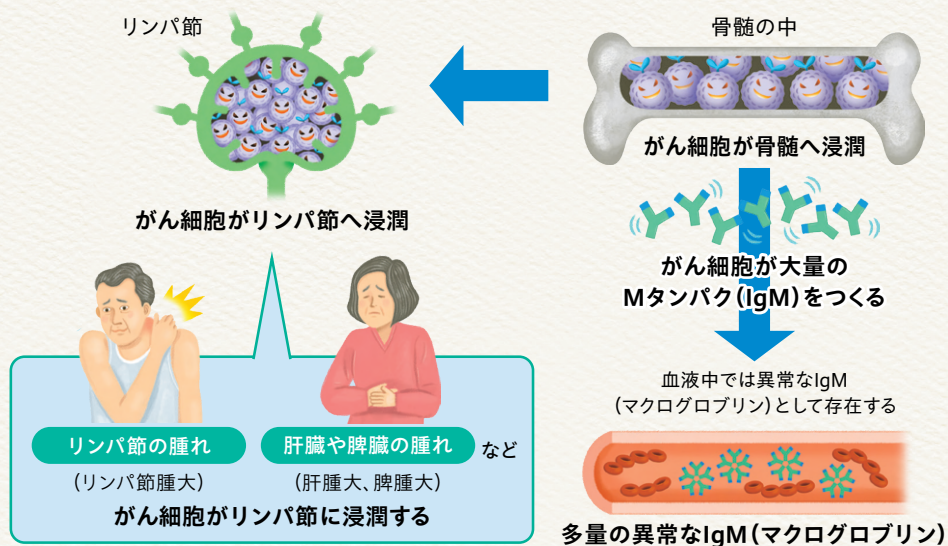 リンパ節
がん細胞がリンパ節へ浸潤
リンパ節の腫れ
(リンパ節腫大)
肝臓や脾臓の腫れ
(肝腫大、脾腫大)
など
がん細胞がリンパ節に浸潤する
骨髄の中
がん細胞が骨髄へ浸潤
がん細胞が大量の
Mタンパク(IgM)をつくる
血液中では異常なIgM
(マクログロブリン)として存在する
多量の異常なIgM(マクログロブリン)